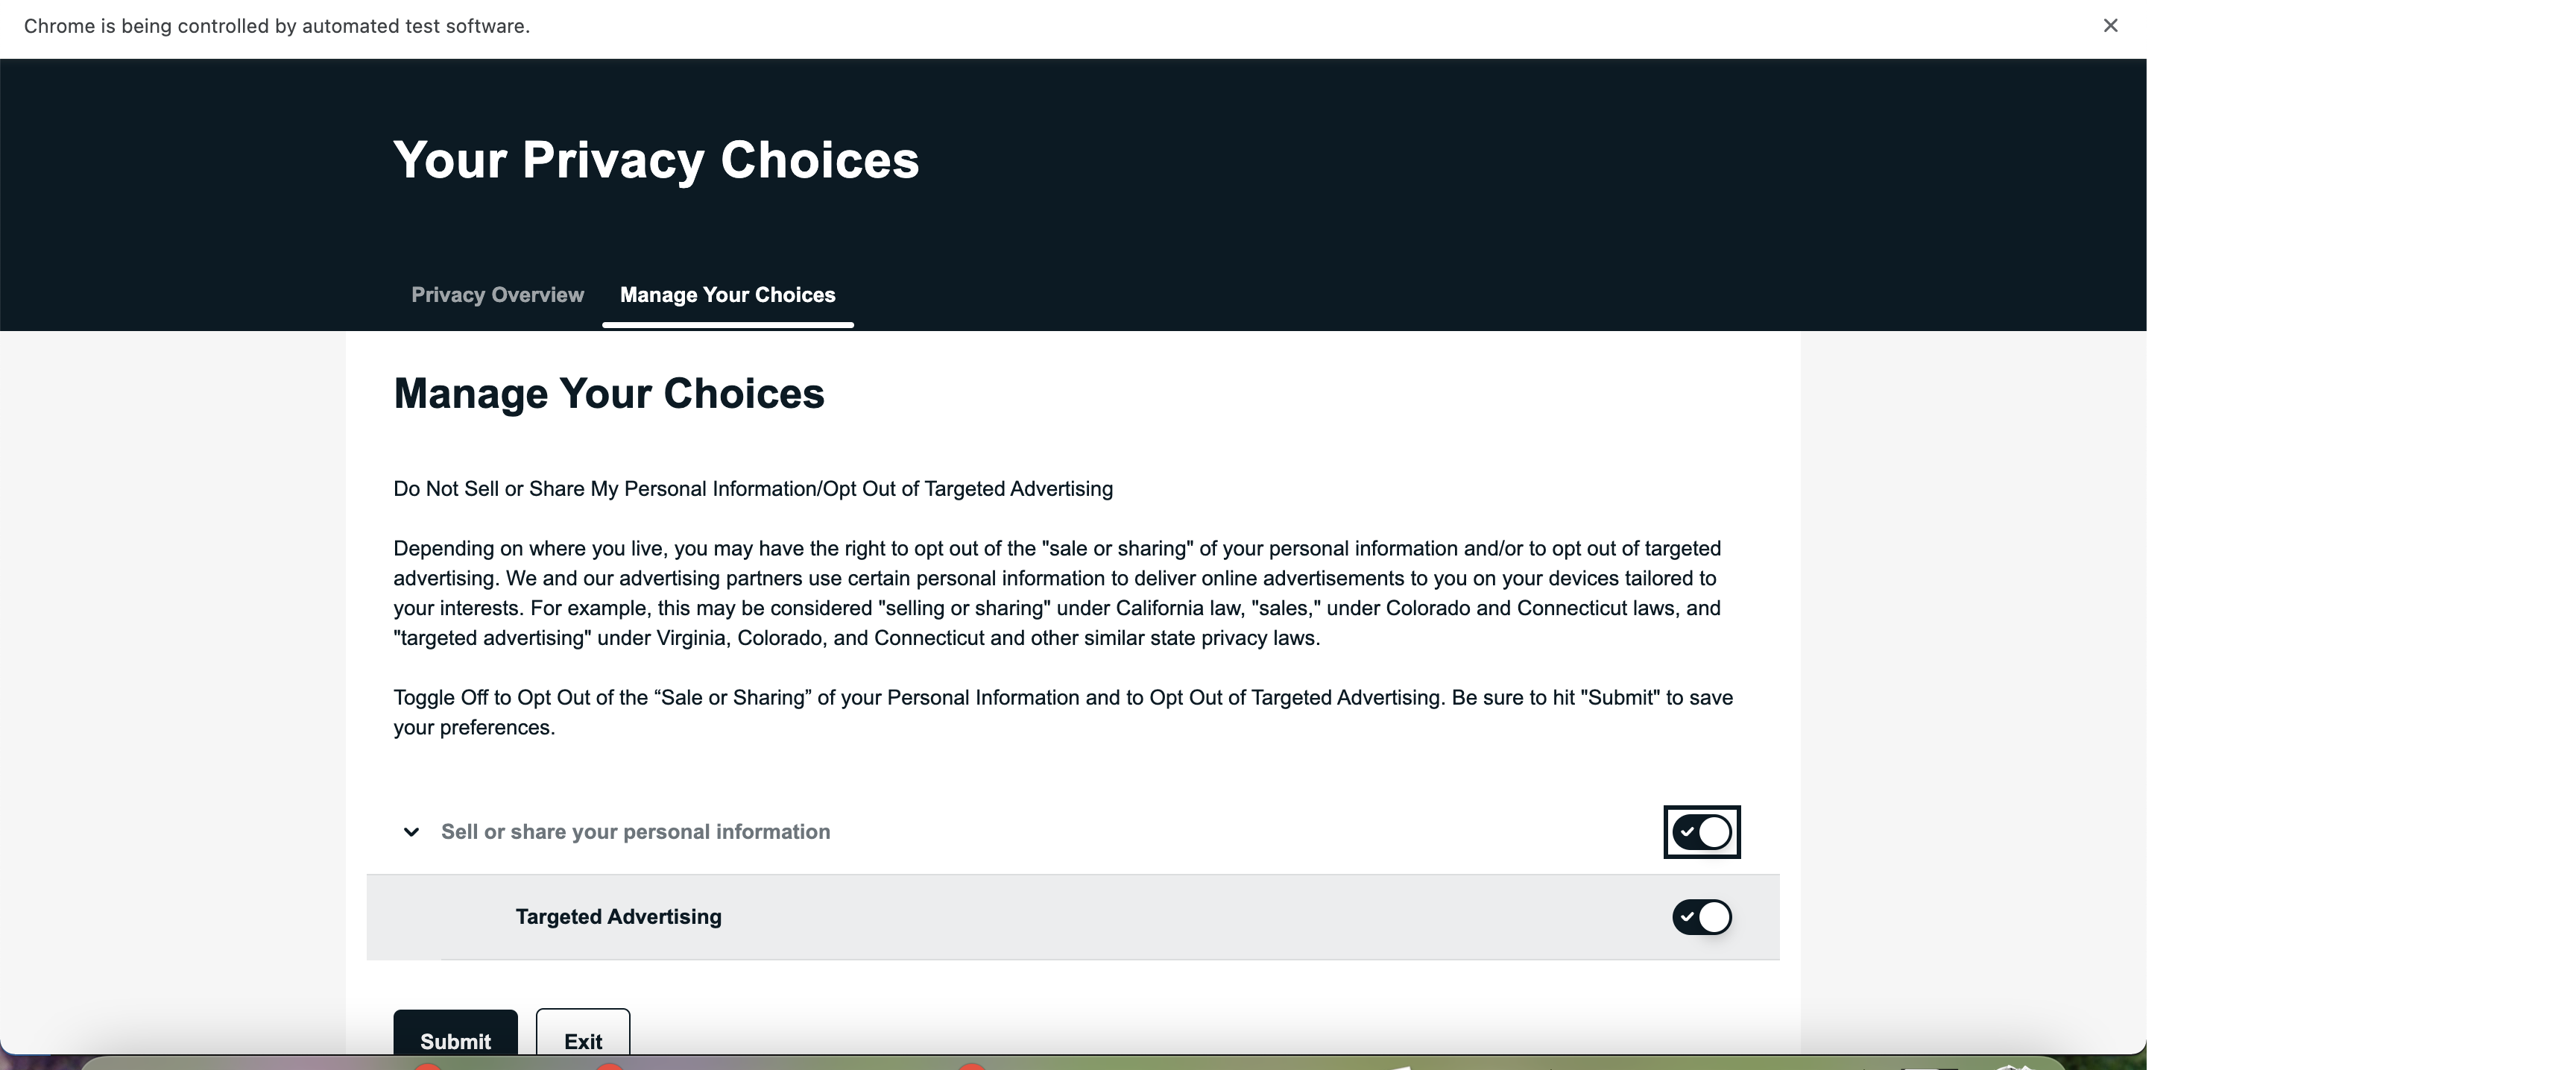 Chrome is being controlled by automated test software.
Your Privacy Choices
Privacy Overview
Manage Your Choices
Manage Your Choices
Do Not Sell or Share My Personal Information/Opt Out of Targeted Advertising
Depending on where you live, you may have the right to opt out of the "sale or sharing" of your personal information and/or to opt out of targeted
advertising. We and our advertising partners use certain personal information to deliver online advertisements to you on your devices tailored to
your interests. For example, this may be considered "selling or sharing" under California law, "sales," under Colorado and Connecticut laws, and
"targeted advertising" under Virginia, Colorado, and Connecticut and other similar state privacy laws.
Toggle Off to Opt Out of the “Sale or Sharing” of your Personal Information and to Opt Out of Targeted Advertising. Be sure to hit "Submit" to save
your preferences.
Sell or share your personal information
Targeted Advertising
Submit
Exit